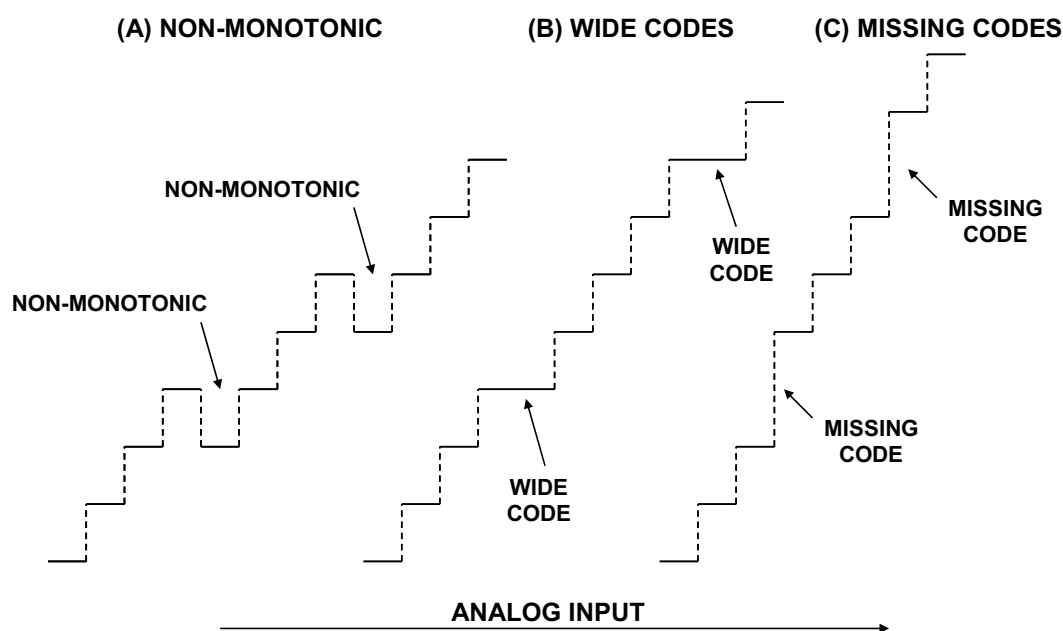 (A) NON-MONOTONIC
(B) WIDE CODES
(C) MISSING CODES
NON-MONOTONIC
NON-MONOTONIC
WIDE
CODE
WIDE
CODE
MISSING
CODE
MISSING
CODE
ANALOG INPUT